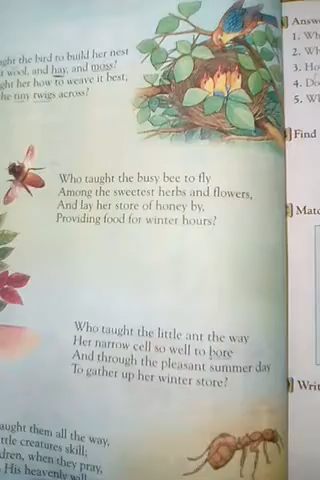 ght the bird to build her nest
wool, and hay, and moss?
ght her how to weave it best,
he tiny twigs across?
Who taught the busy bee to fly
Among the sweetest herbs and flowers,
And lay her store of honey by,
Providing food for winter hours?
Who taught the little ant the way
Her narrow cell so well to bore
And through the pleasant summer day
To gather up her winter store?
aught them all the way,
ttle creatures skill;
dren, when they pray,
His heavenly will
Answ
1. Wh
2. Wh
3. Ho
4. Do
5. Wh
Find
Matc
Writ